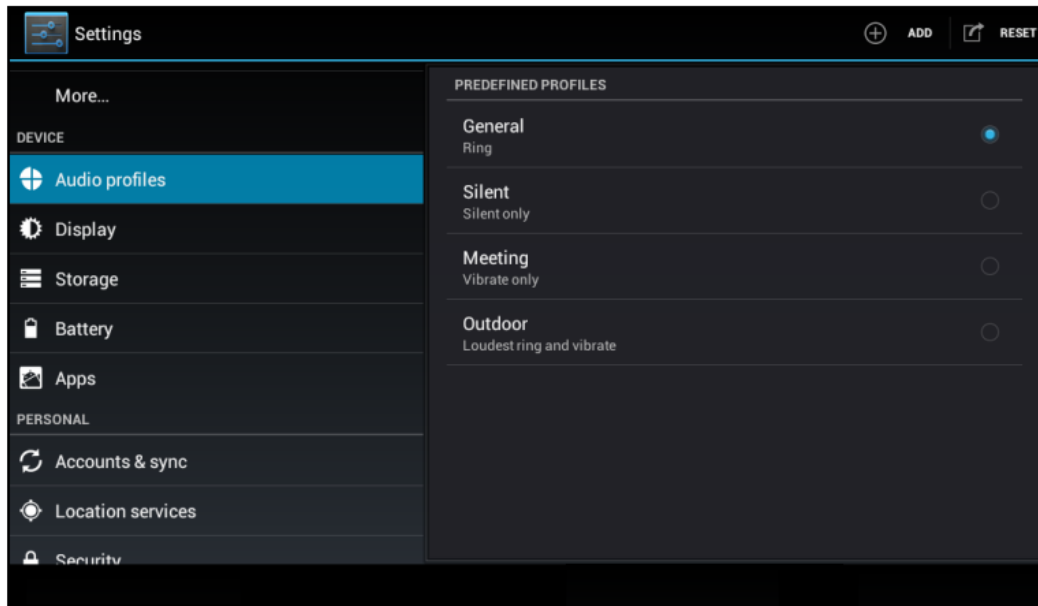 Settings
ADD
RESET
More...
DEVICE
Audio profiles
Display
Storage
Battery
Apps
PERSONAL
Accounts & sync
Location services
Security
PREDEFINED PROFILES
General
Ring
Silent
Silent only
Meeting
Vibrate only
Outdoor
Loudest ring and vibrate